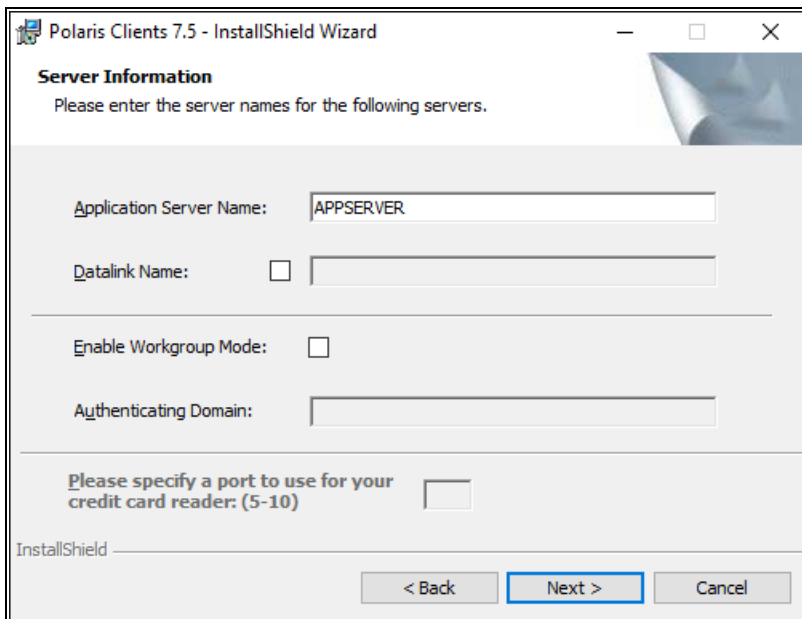 Polaris Clients 7.5 - InstallShield Wizard
Server Information
Please enter the server names for the following servers.
Application Server Name: APPSERVER
Datalink Name:
Enable Workgroup Mode:
Authenticating Domain:
Please specify a port to use for your
credit card reader: (5-10)
InstallShield
< Back Next > Cancel